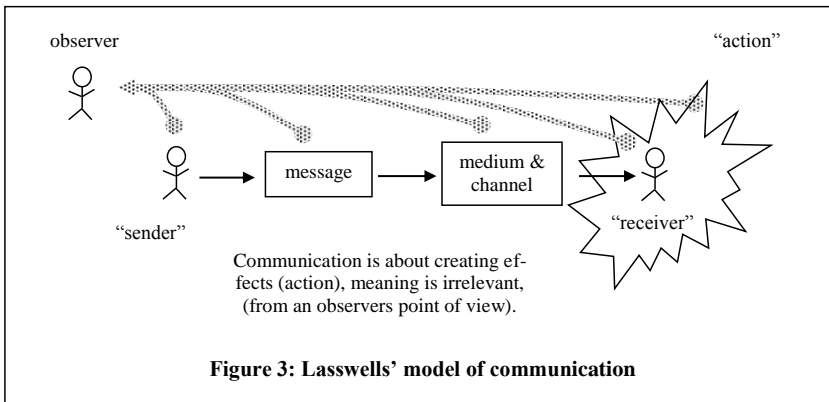 observer
“action”
message
medium &
channel
“sender”
“receiver”
Communication is about creating ef-
fects (action), meaning is irrelevant,
(from an observers point of view).
Figure 3: Lasswells’ model of communication